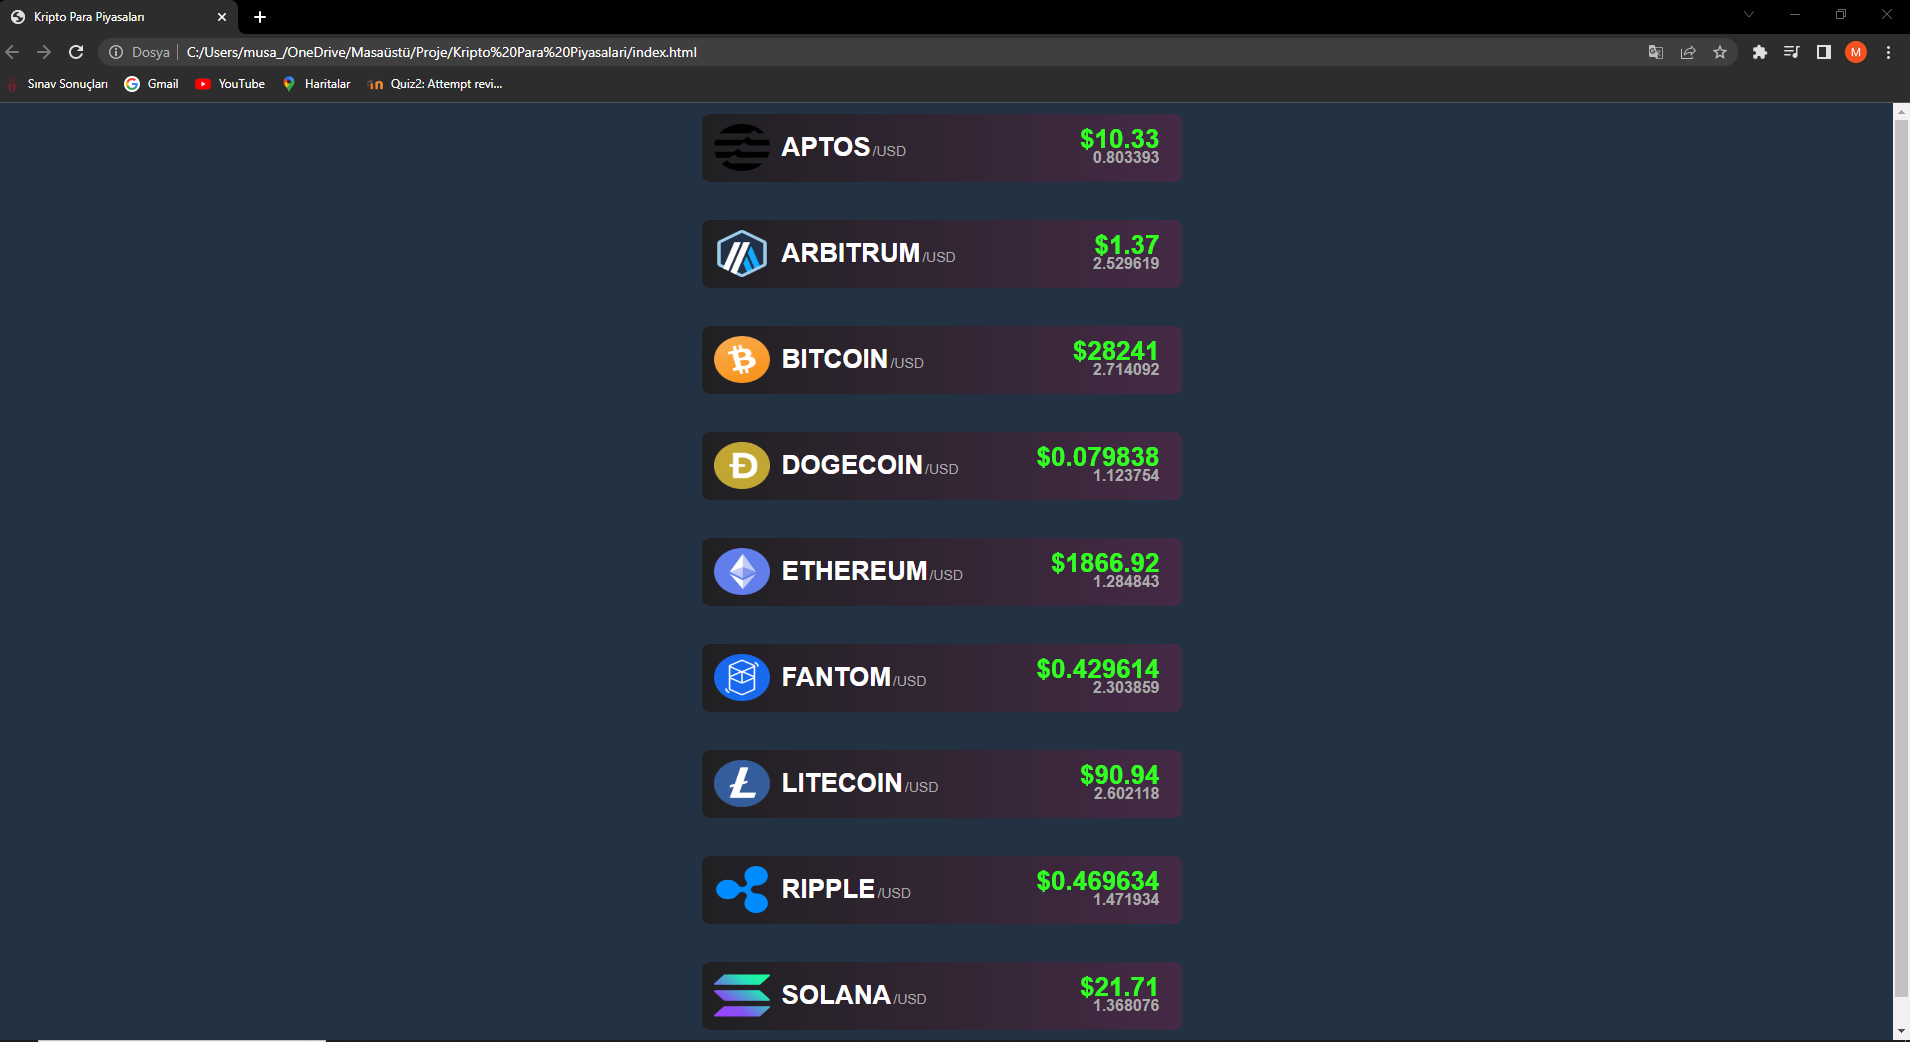 Kripto Para Piyasaları
Dosya C:/Users/musa_/OneDrive/Masaüstü/Proje/Kripto%20Para%20Piyasalari/index.html
M
Sınav Sonuçları Gmail YouTube Haritalar Quiz2: Attempt revi...
APTOS/USD $10.33
0.803393
ARBITRUM/USD $1.37
2.529619
BITCOIN/USD $28241
2.714092
DOGECOIN/USD $0.079838
1.123754
ETHEREUM/USD $1866.92
1.284843
FANTOM/USD $0.429614
2.303859
LITECOIN/USD $90.94
2.602118
RIPPLE/USD $0.469634
1.471934
SOLANA/USD $21.71
1.368076